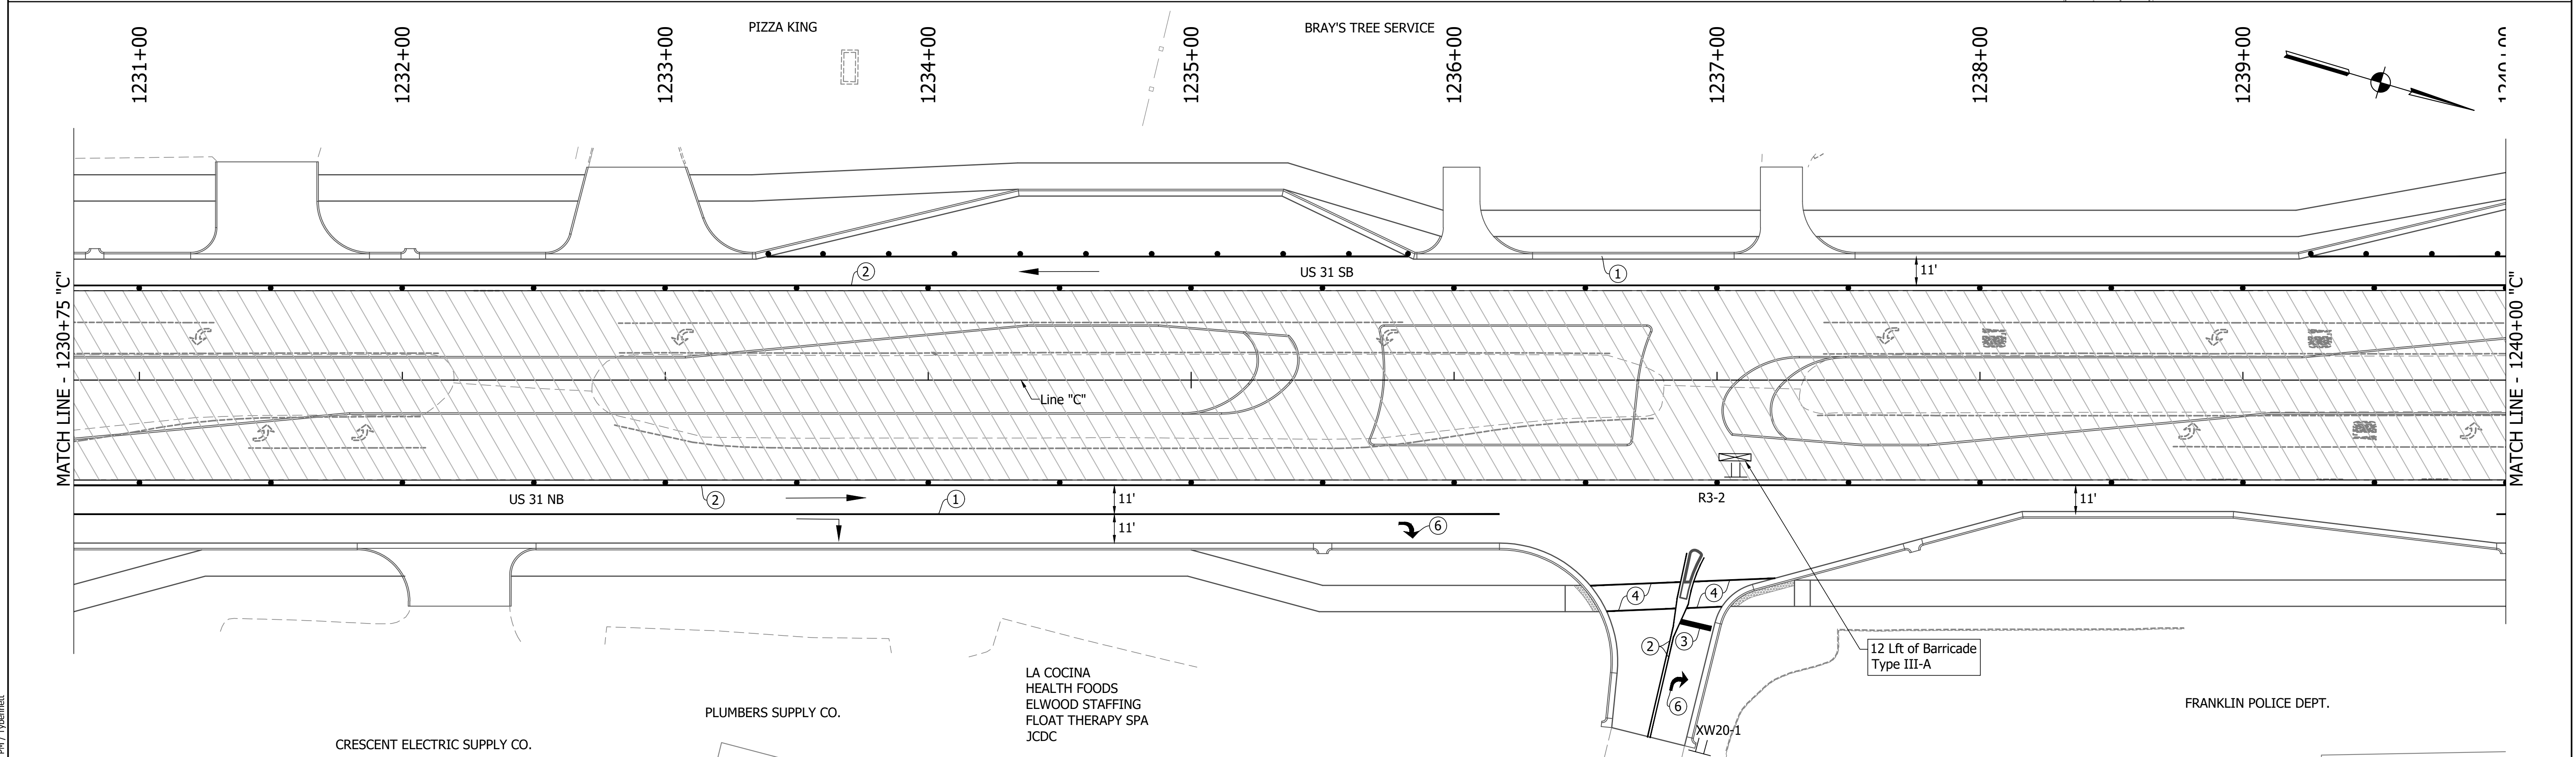 PIZZA KING
BRAY'S TREE SERVICE
1231+00
1232+00
1233+00
1234+00
1235+00
1236+00
1237+00
1238+00
1239+00
1240+00
2
US 31 SB
1
11'
MATCH LINE - 1230+75 "C"
MATCH LINE - 1240+00 "C"
Line "C"
US 31 NB
2
1
11'
R3-2
11'
11'
6
4
4
3
2
6
XW20-1
12 Lft of Barricade
Type III-A
LA COCINA
HEALTH FOODS
ELWOOD STAFFING
FLOAT THERAPY SPA
JCDC
PLUMBERS SUPPLY CO.
CRESCENT ELECTRIC SUPPLY CO.
FRANKLIN POLICE DEPT.